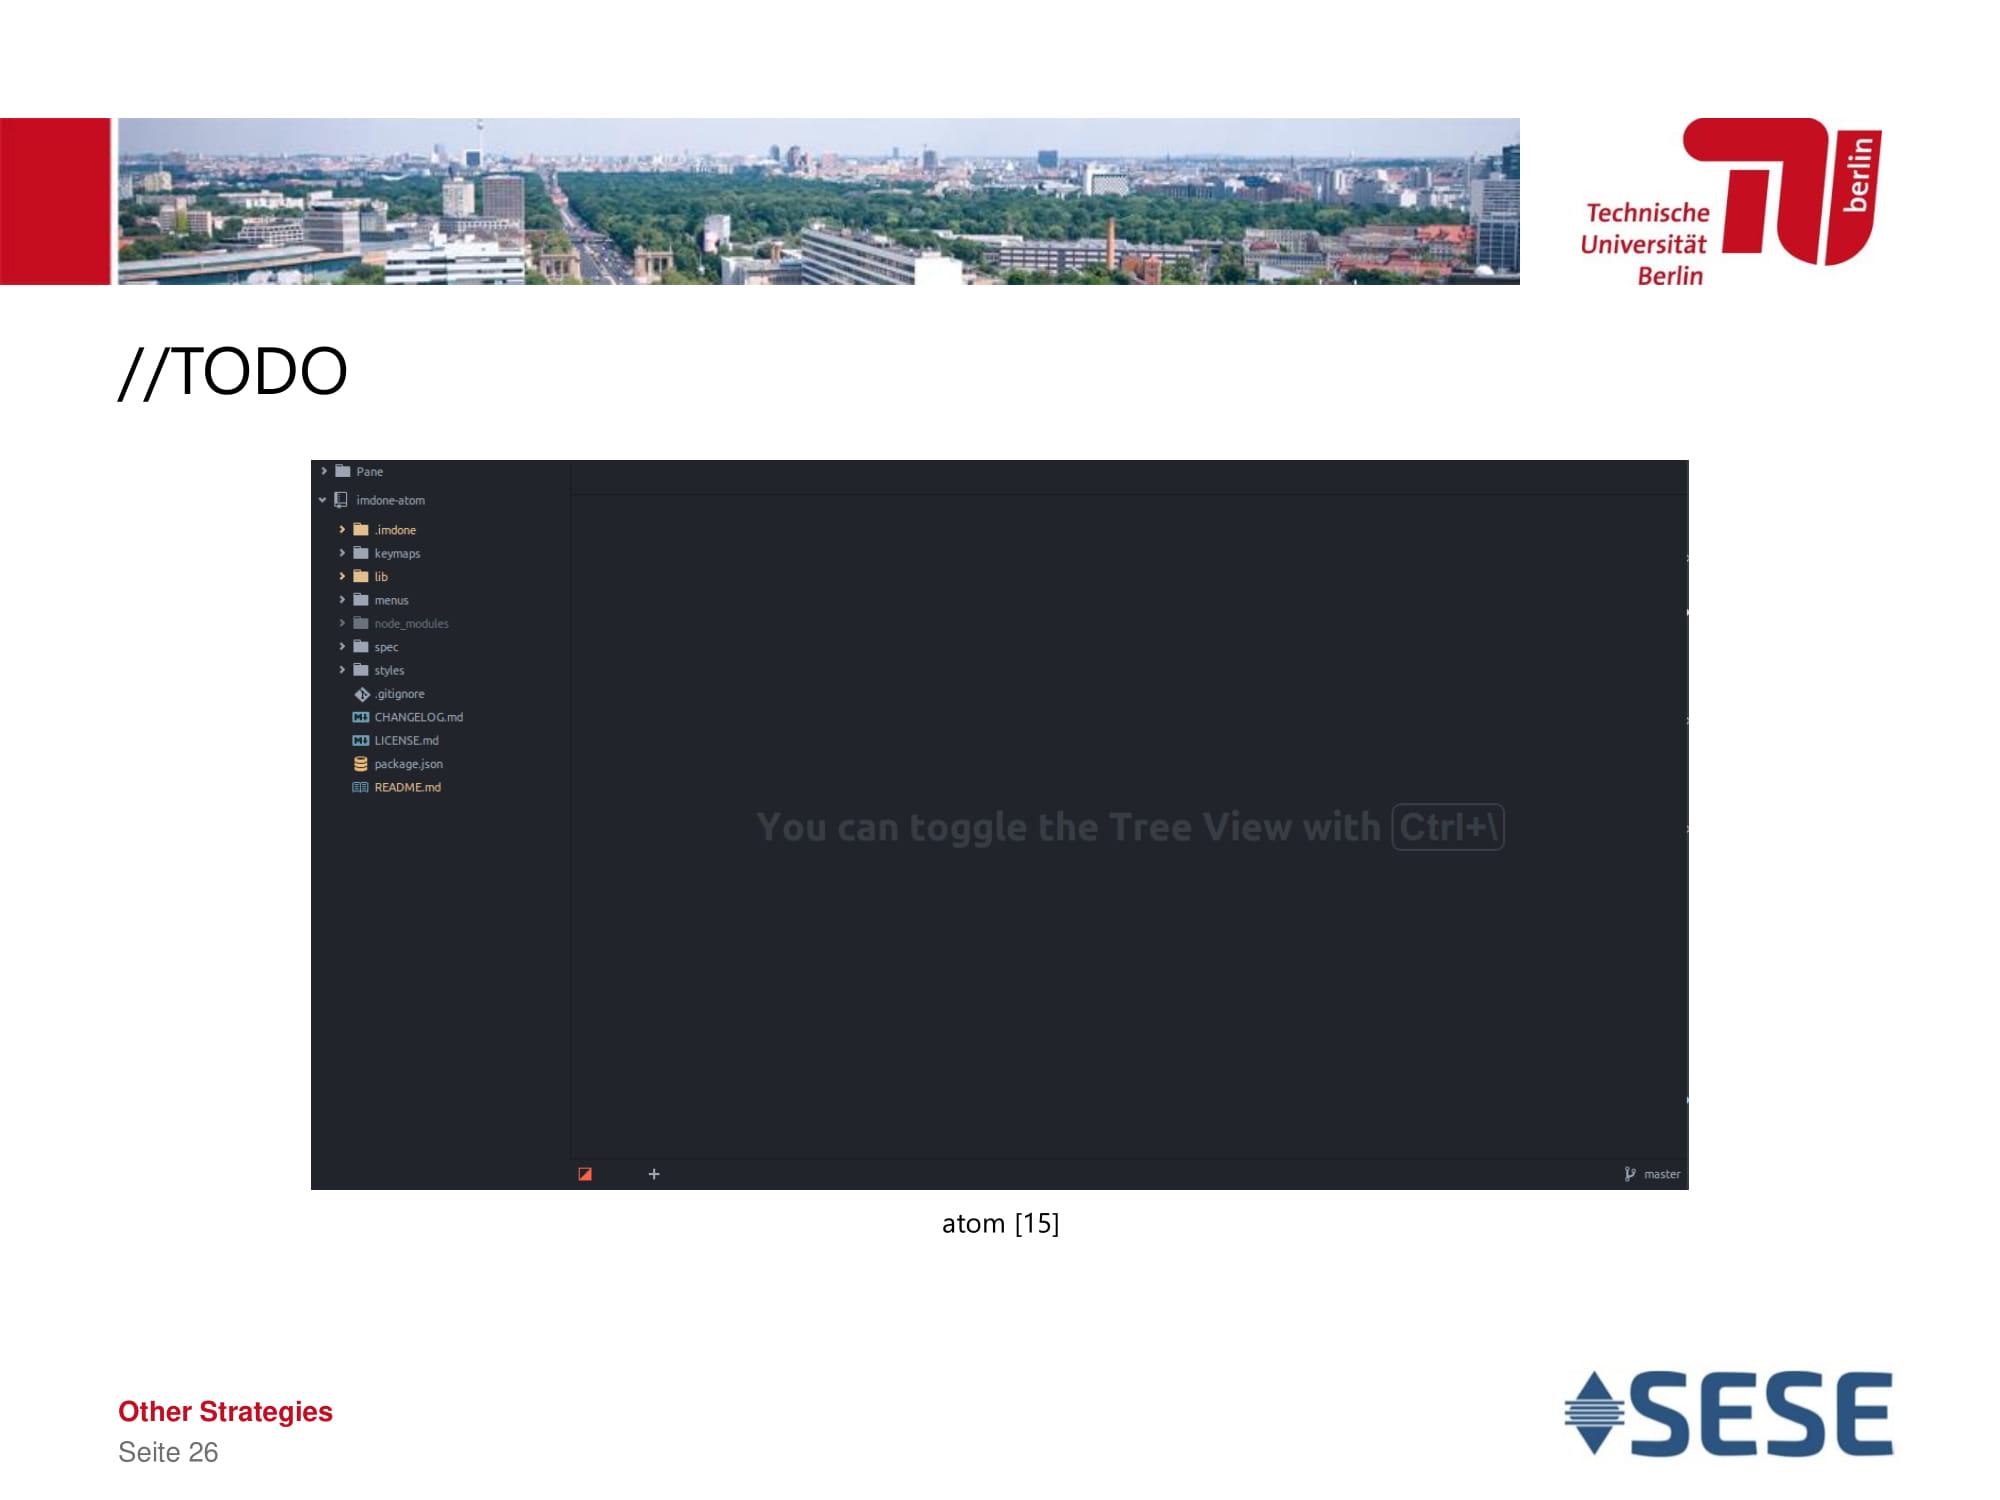 Technische
Universität
Berlin
berlin
//TODO
Pane
imdone-atom
.imdone
keymaps
lib
menus
node_modules
spec
styles
.gitignore
CHANGELOG.md
LICENSE.md
package.json
README.md
You can toggle the Tree View with Ctrl+\
master
atom [15]
Other Strategies
Seite 26
SESE